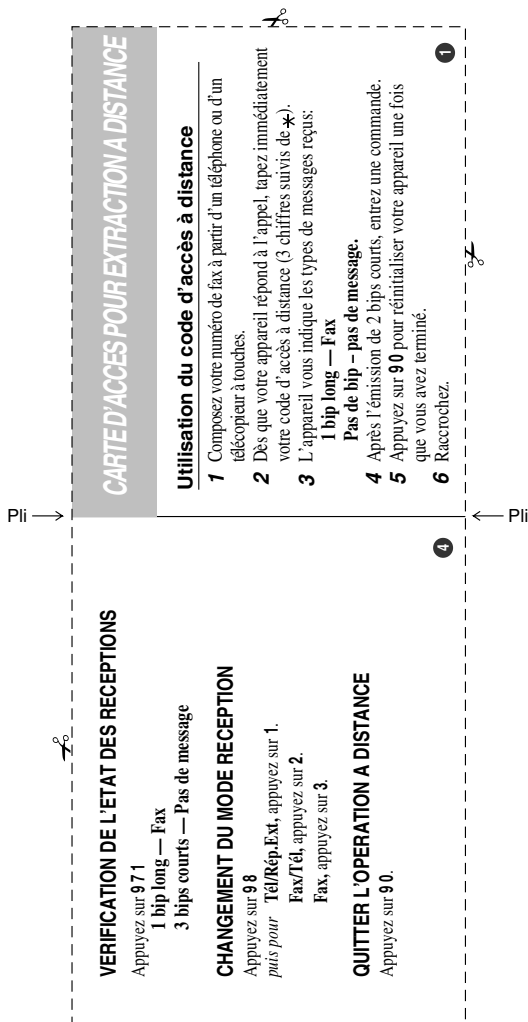 CARTE D'ACCES POUR EXTRACTION A DISTANCE
Utilisation du code d'accès à distance
1 Composez votre numéro de fax à partir d'un téléphone ou d'un
télécopieur à touches.
2 Dès que votre appareil répond à l'appel, tapez immédiatement
votre code d'accès à distance (3 chiffres suivis de *).
3 L'appareil vous indique les types de messages reçus:
1 bip long — Fax
Pas de bip – pas de message.
4 Après l'émission de 2 bips courts, entrez une commande.
5 Appuyez sur 9 0 pour réinitialiser votre appareil une fois
que vous avez terminé.
6 Raccrochez.
1
Pli
Pli
VERIFICATION DE L'ETAT DES RECEPTIONS
Appuyez sur 9 7 1
1 bip long — Fax
3 bips courts — Pas de message
CHANGEMENT DU MODE RECEPTION
Appuyez sur 9 8
puis pour Tél/Rép.Ext, appuyez sur 1.
Fax/Tél, appuyez sur 2.
Fax, appuyez sur 3.
QUITTER L'OPERATION A DISTANCE
Appuyez sur 9 0.
4